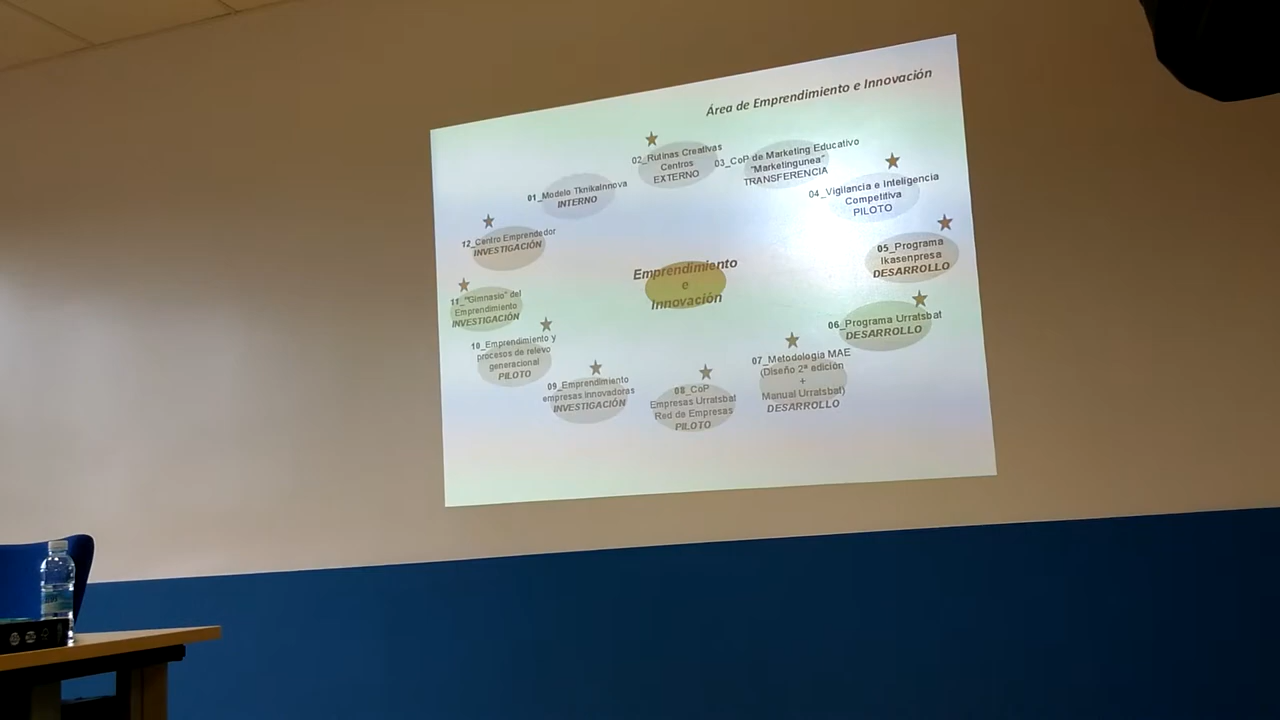 Área de Emprendimiento e Innovación
01_Modelo TknikaInnova
INTERNO
02_Rutinas Creativas
Centros
EXTERNO
03_CoP de Marketing Educativo
"Marketingunea"
TRANSFERENCIA
04_Vigilancia e Inteligencia
Competitiva
PILOTO
05_Programa
Ikasenpresa
DESARROLLO
06_Programa Urratsbat
DESARROLLO
07_Metodología MAE
(Diseño 2ª edición
+
Manual Urratsbat)
DESARROLLO
08_CoP
Empresas Urratsbat
Red de Empresas
PILOTO
09_Emprendimiento
empresas innovadoras
INVESTIGACIÓN
10_Emprendimiento y
procesos de relevo
generacional
PILOTO
11_"Gimnasio" del
Emprendimiento
INVESTIGACIÓN
12_Centro Emprendedor
INVESTIGACIÓN
Emprendimiento
e
Innovación